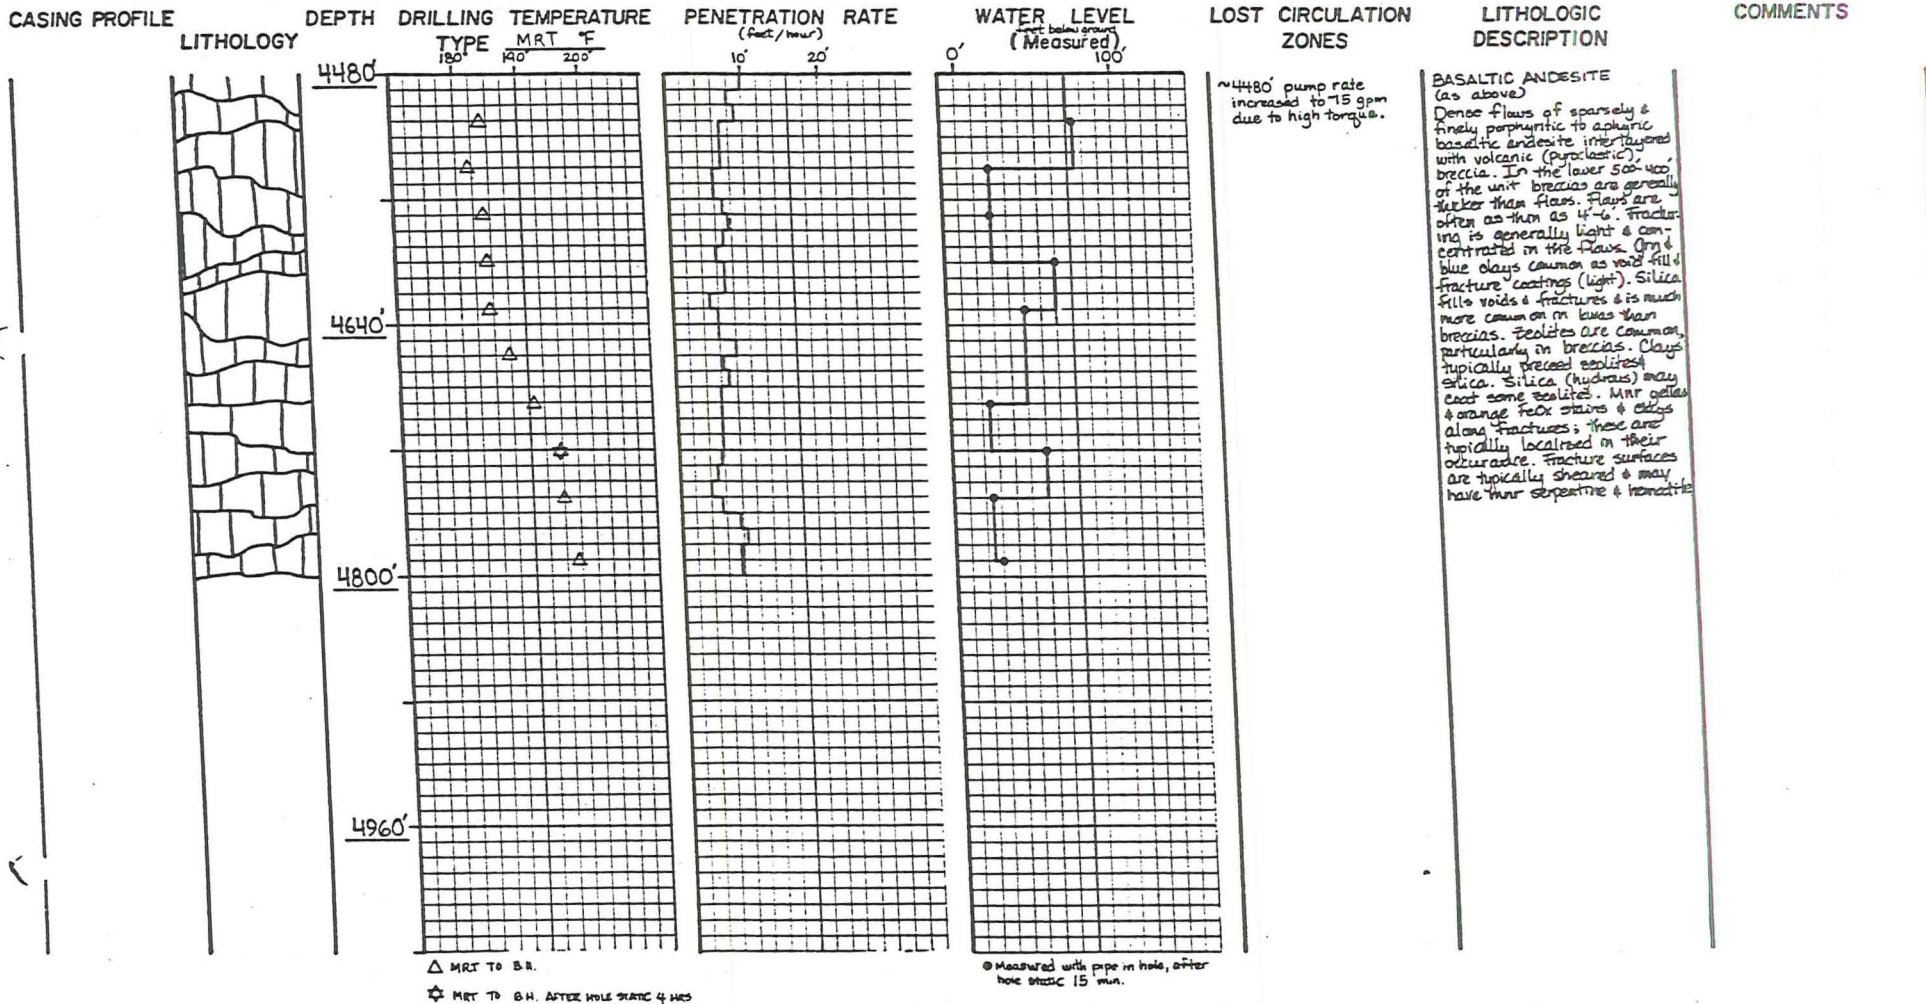 CASING PROFILE
LITHOLOGY
DEPTH
DRILLING TEMPERATURE
TYPE MRT °F
180° 190° 200°
PENETRATION RATE
(feet/hour)
10' 20'
WATER LEVEL
feet below ground
(Measured)
0' 100'
LOST CIRCULATION
ZONES
LITHOLOGIC
DESCRIPTION
COMMENTS
4480'
4640'
4800'
4960'
~4480' pump rate
increased to 15 gpm
due to high torque.
BASALTIC ANDESITE
(as above)
Dense flows of sparsely &
finely porphyritic to aphyric
basaltic andesite interlayered
with volcanic (pyroclastic)
breccia. In the lower 500-400'
of the unit breccias are generally
thicker than flows. Flows are
often as thin as 4'-6'. Fractur-
ing is generally light & con-
centrated in the flows. Grn &
blue clays common as void fill &
fracture coatings (light). Silica
fills voids & fractures & is much
more common in lavas than
breccias. Zeolites are common,
particularly in breccias. Clays
typically preceed zeolites &
silica. Silica (hydrous) may
coat some zeolites. Mnr
& orange FeOx stains & clays
along fractures; these are
typically localized in their
occurance. Fracture surfaces
are typically sheared & may
have mnr serpentine & hematite
△ MRT TO B.H.
✡ MRT TO B.H. AFTER HOLE STATIC 4 HRS
● Measured with pipe in hole, after
hole static 15 min.